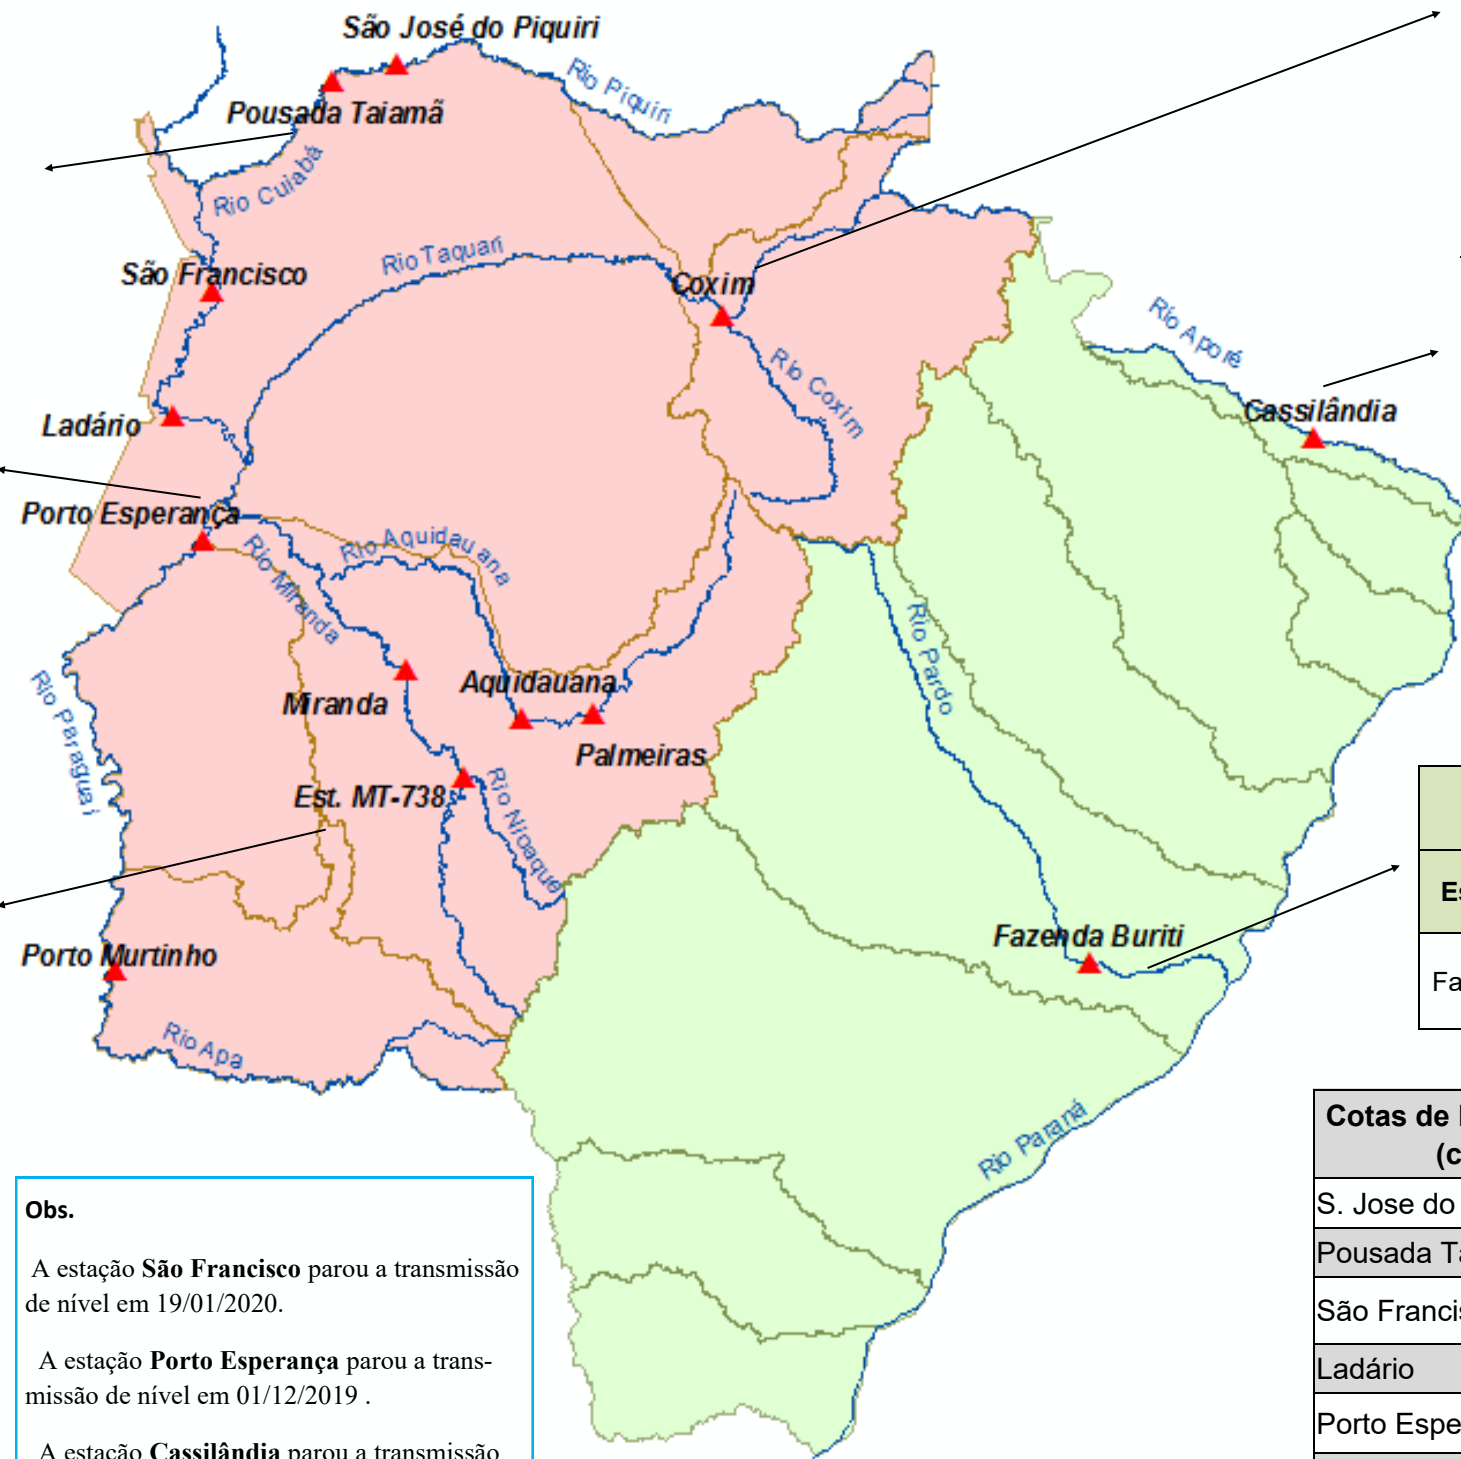 São José do Piquiri
Rio Piquiri
Pousada Taiamã
Rio Cuiabá
Rio Taquari
São Francisco
Coxim
Rio Aporé
Rio Coxim
Cassilândia
Ladário
Porto Esperança
Rio Aquidauana
Rio Miranda
Rio Pardo
Rio Paraguai
Aquidauana
Miranda
Palmeiras
Est. MT-738
Rio Nioaque
Es
Fazenda Buriti
Porto Murtinho
Fa
Rio Apa
Rio Paraná
Cotas de
(c
S. Jose do
Pousada Ta
São Francis
Ladário
Porto Espe
Obs.
A estação São Francisco parou a transmissão
de nível em 19/01/2020.
A estação Porto Esperança parou a trans-
missão de nível em 01/12/2019 .
A estação Cassilândia parou a transmissão